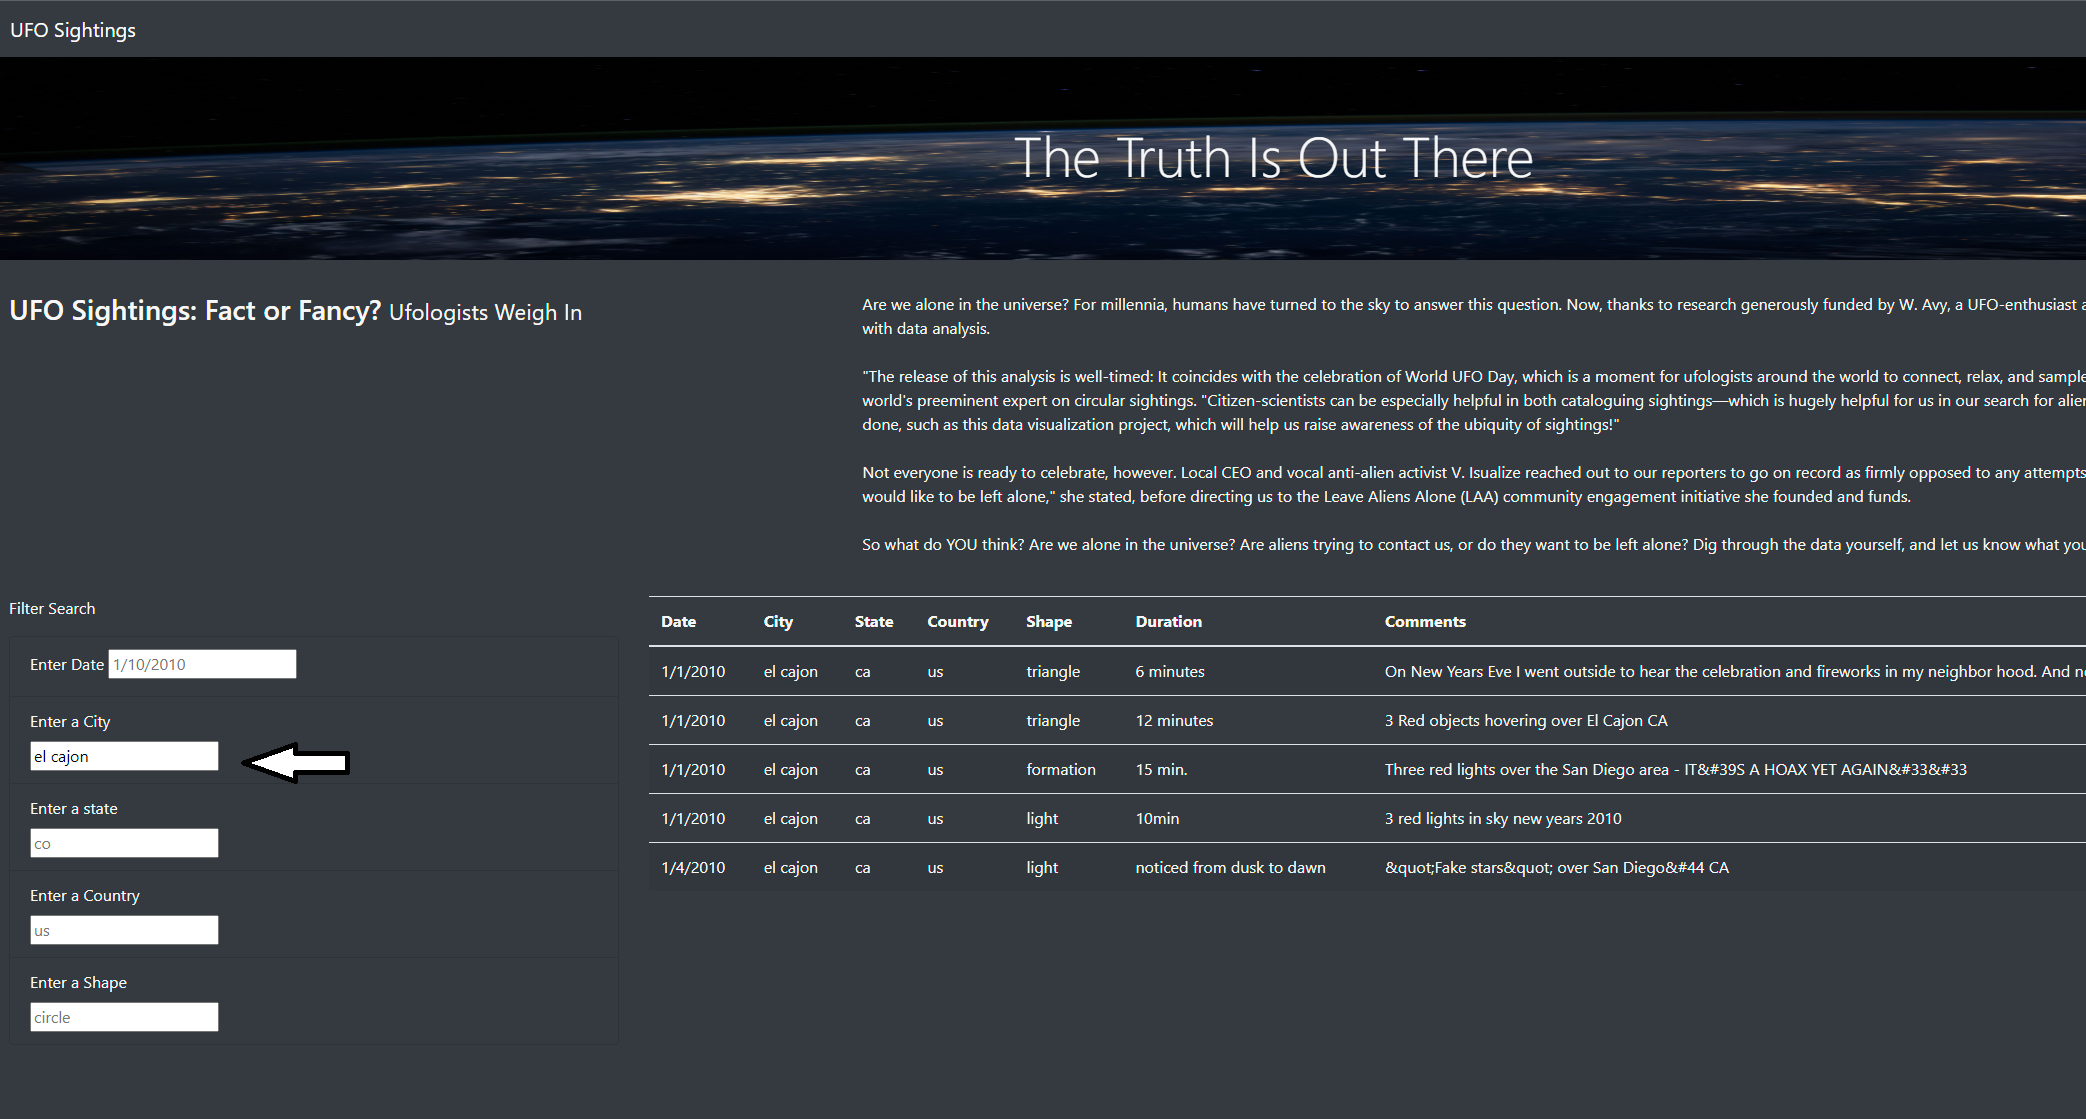 UFO Sightings
The Truth Is Out There
UFO Sightings: Fact or Fancy? Ufologists Weigh In
Are we alone in the universe? For millennia, humans have turned to the sky to answer this question. Now, thanks to research generously funded by W. Avy, a UFO-enthusiast
with data analysis.
"The release of this analysis is well-timed: It coincides with the celebration of World UFO Day, which is a moment for ufologists around the world to connect, relax, and sample
world's preeminent expert on circular sightings. "Citizen-scientists can be especially helpful in both cataloguing sightings—which is hugely helpful for us in our search for alien
done, such as this data visualization project, which will help us raise awareness of the ubiquity of sightings!"
Not everyone is ready to celebrate, however. Local CEO and vocal anti-alien activist V. Isualize reached out to our reporters to go on record as firmly opposed to any attempts
would like to be left alone," she stated, before directing us to the Leave Aliens Alone (LAA) community engagement initiative she founded and funds.
So what do YOU think? Are we alone in the universe? Are aliens trying to contact us, or do they want to be left alone? Dig through the data yourself, and let us know what you
Filter Search
Enter Date 1/10/2010
Enter a City
el cajon
Enter a state
co
Enter a Country
us
Enter a Shape
circle
Date City State Country Shape Duration Comments
1/1/2010 el cajon ca us triangle 6 minutes On New Years Eve I went outside to hear the celebration and fireworks in my neighbor hood. And
1/1/2010 el cajon ca us triangle 12 minutes 3 Red objects hovering over El Cajon CA
1/1/2010 el cajon ca us formation 15 min. Three red lights over the San Diego area - IT&#39S A HOAX YET AGAIN&#33&#33
1/1/2010 el cajon ca us light 10min 3 red lights in sky new years 2010
1/4/2010 el cajon ca us light noticed from dusk to dawn &quot;Fake stars&quot; over San Diego&#44 CA